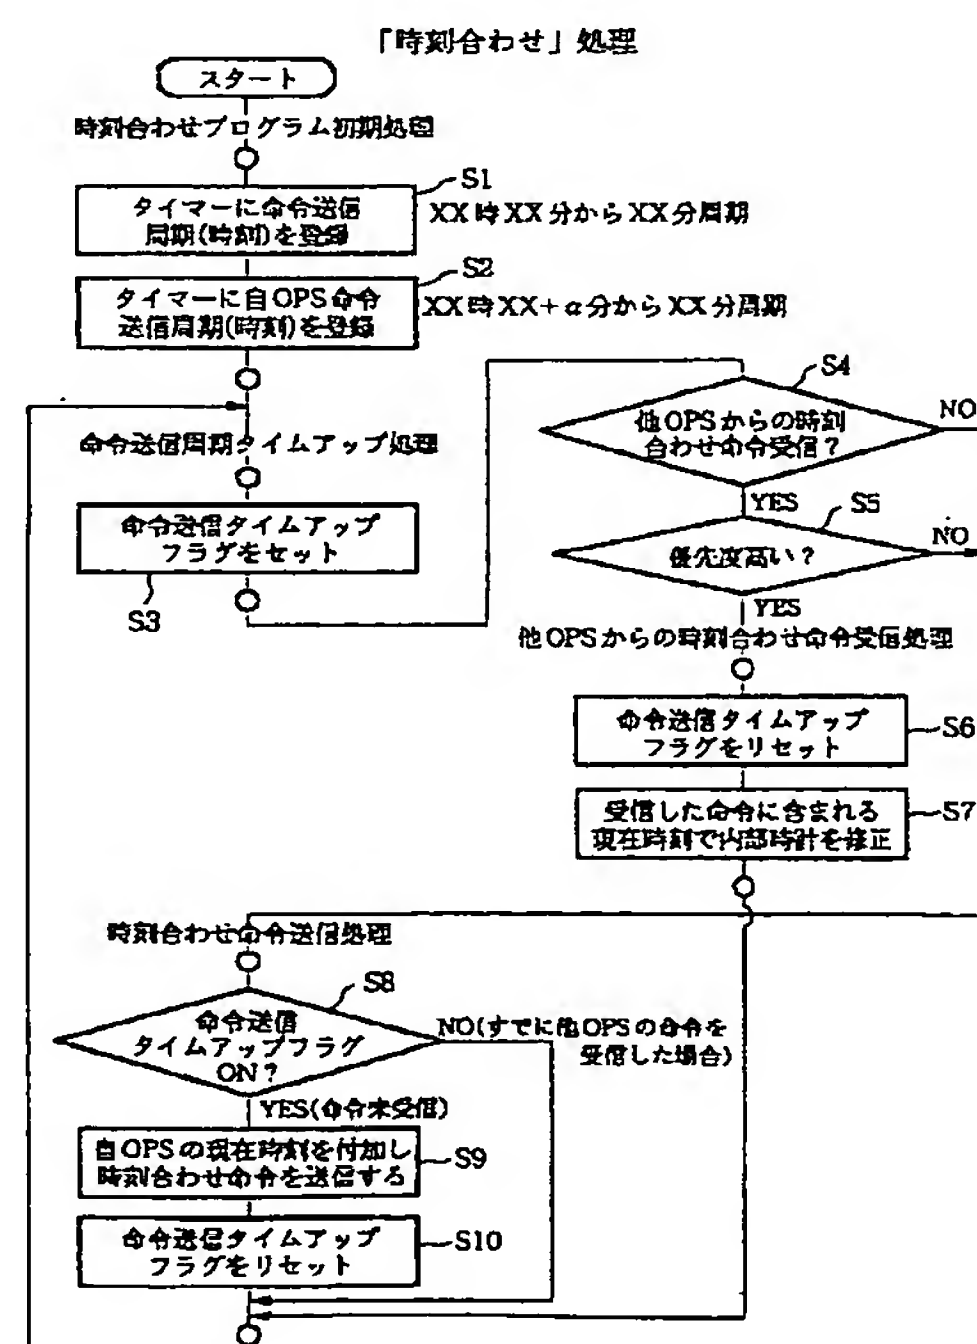 「時刻合わせ」処理
スタート
時刻合わせプログラム初期処理
S1
タイマーに命令送信
周期(時刻)を登録
XX時XX分からXX分周期
S2
タイマーに自OPS命令
送信周期(時刻)を登録
XX時XX+α分からXX分周期
命令送信周期タイムアップ処理
命令送信タイムアップ
フラグをセット
S3
S4
他OPSからの時刻
合わせ命令受信?
NO
YES
S5
優先度高い?
NO
YES
他OPSからの時刻合わせ命令受信処理
命令送信タイムアップ
フラグをリセット
S6
受信した命令に含まれる
現在時刻で内部時計を修正
S7
時刻合わせ命令送信処理
S8
命令送信
タイムアップフラグ
ON?
NO(すでに他OPSの命令を
受信した場合)
YES(命令未受信)
自OPSの現在時刻を付加し
時刻合わせ命令を送信する
S9
命令送信タイムアップ
フラグをリセット
S10